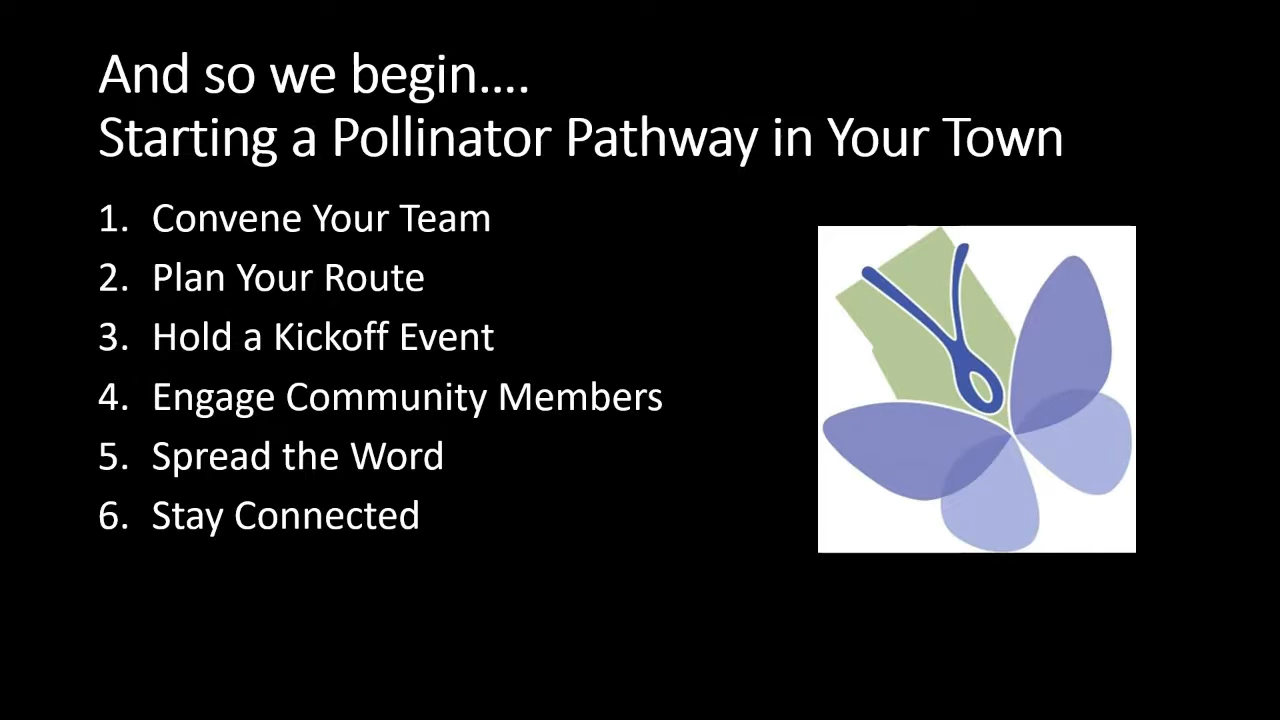 And so we begin....
Starting a Pollinator Pathway in Your Town
1. Convene Your Team
2. Plan Your Route
3. Hold a Kickoff Event
4. Engage Community Members
5. Spread the Word
6. Stay Connected